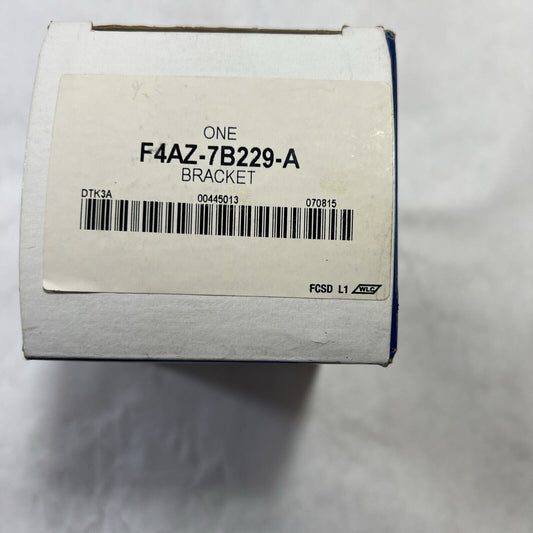 ONE
F4AZ-7B229-A
BRACKET
DTK3A 00445013 070815
FCSD L1 WLC